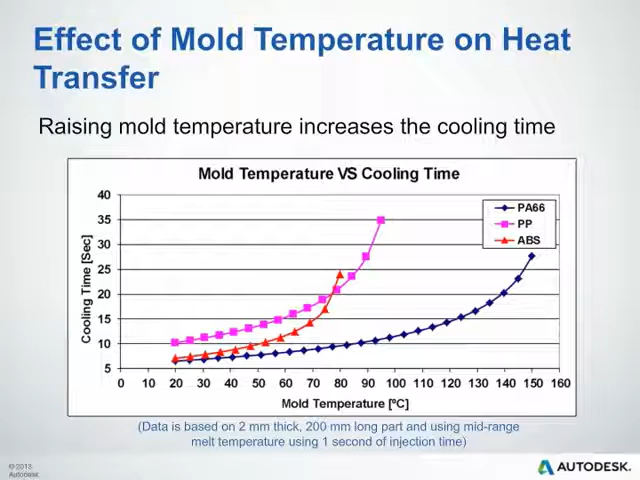 Effect of Mold Temperature on Heat
Transfer
Raising mold temperature increases the cooling time
Mold Temperature VS Cooling Time
40
35
30
25
20
15
10
5
Cooling Time [Sec]
PA66
PP
ABS
0 10 20 30 40 50 60 70 80 90 100 110 120 130 140 150 160
Mold Temperature [ºC]
(Data is based on 2 mm thick, 200 mm long part and using mid-range
melt temperature using 1 second of injection time)
© 2013
Autodesk.
AUTODESK.